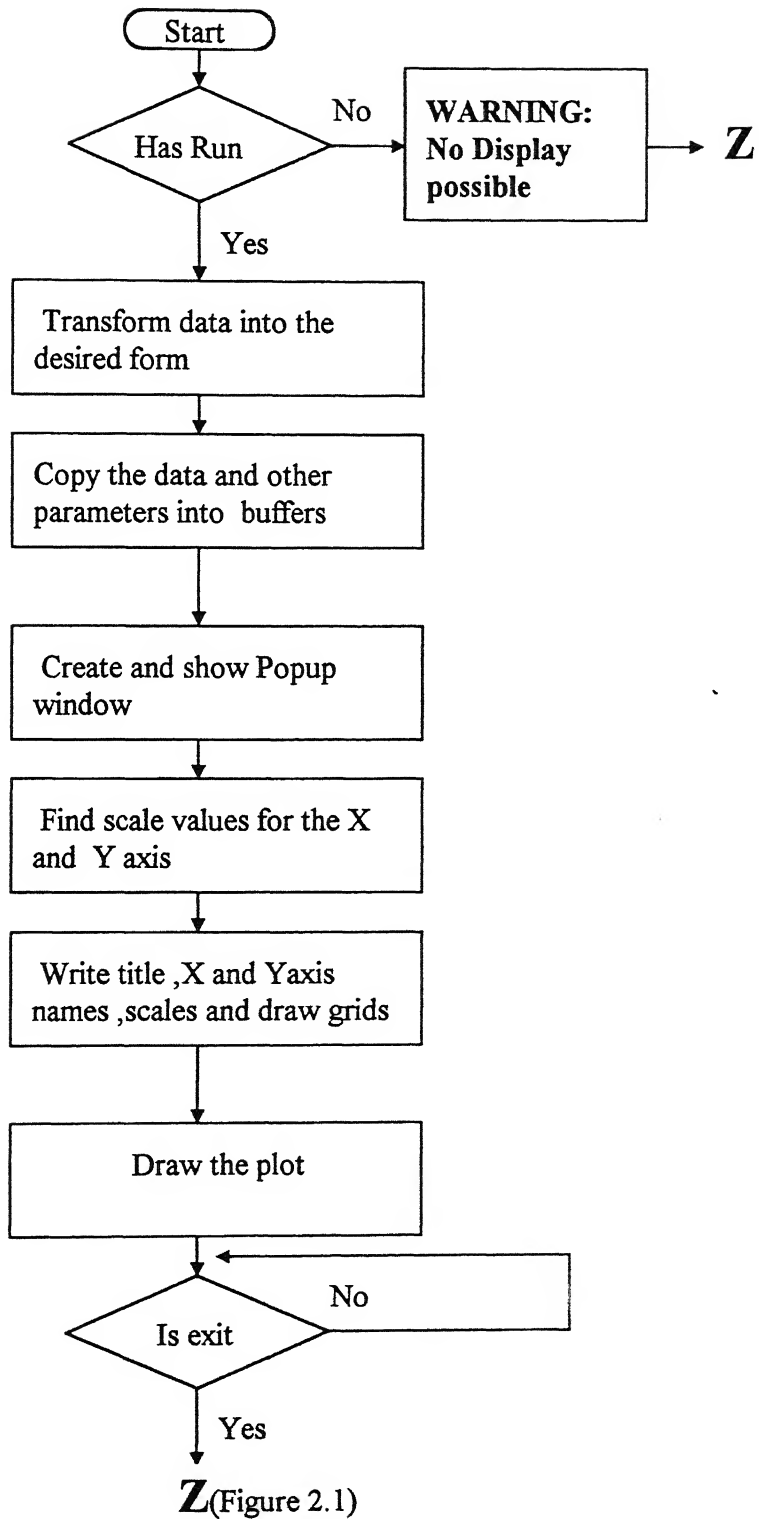 Start
Has Run
No
WARNING:
No Display
possible
Z
Yes
Transform data into the
desired form
Copy the data and other
parameters into buffers
Create and show Popup
window
Find scale values for the X
and Y axis
Write title ,X and Yaxis
names ,scales and draw grids
Draw the plot
No
Is exit
Yes
Z(Figure 2.1)